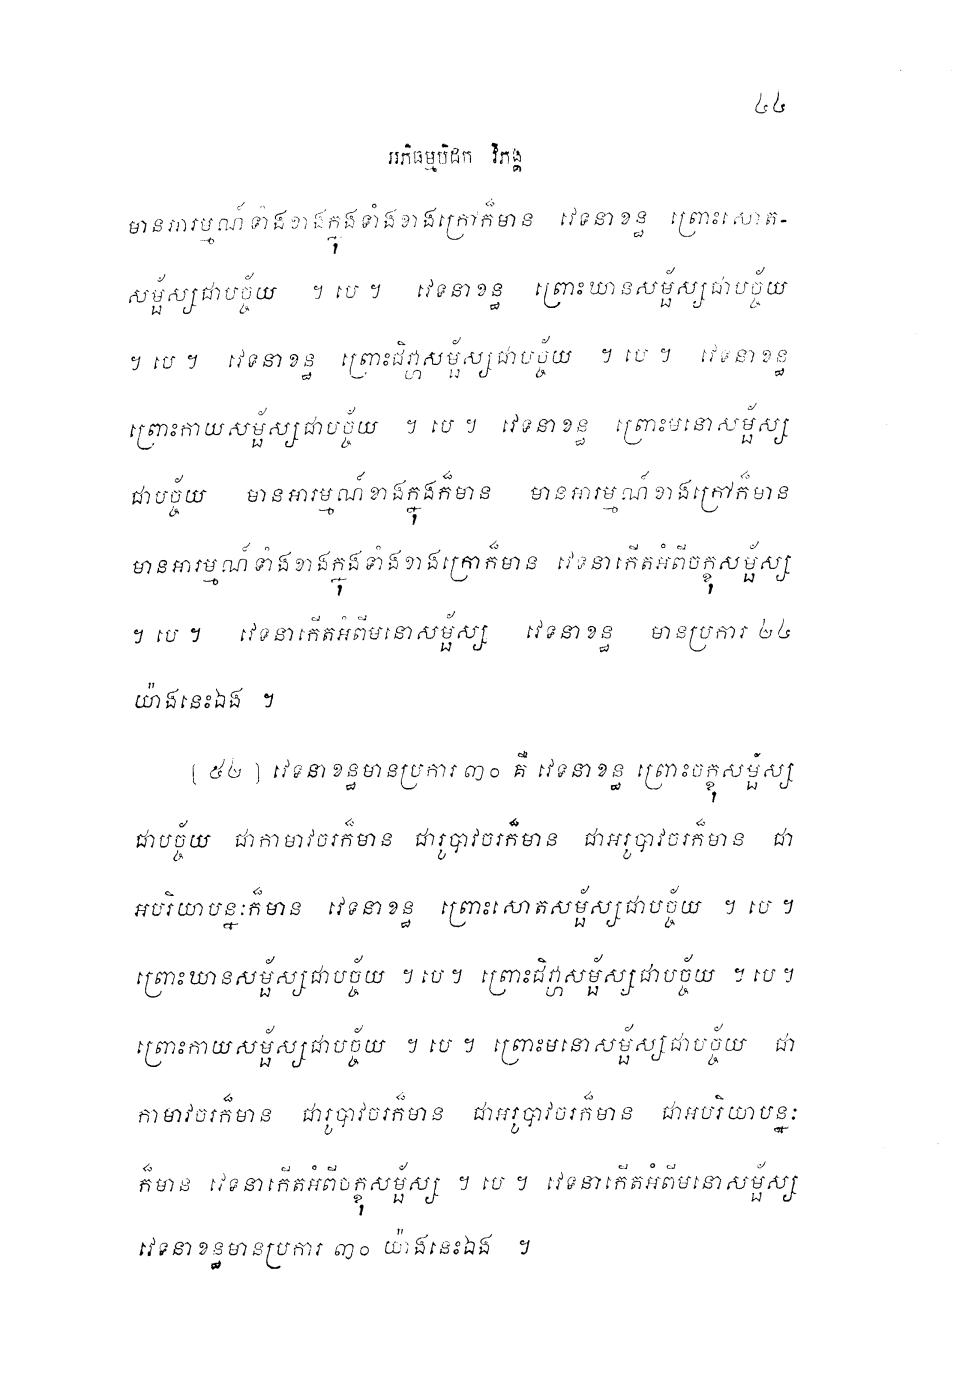 ៤៤
អភិធម្មបិដក វិភង្គ
មានអារម្មណ៍ទាំងខាងក្នុងទាំងខាងក្រៅក៏មាន វេទនាខន្ធ ព្រោះសោត-
សម្ផ័ស្សជាបច្ច័យ ។ បេ ។ វេទនាខន្ធ ព្រោះឃានសម្ផ័ស្សជាបច្ច័យ
។ បេ ។ វេទនាខន្ធ ព្រោះជិវ្ហាសម្ផ័ស្សជាបច្ច័យ ។ បេ ។ វេទនាខន្ធ
ព្រោះកាយសម្ផ័ស្សជាបច្ច័យ ។ បេ ។ វេទនាខន្ធ ព្រោះមនោសម្ផ័ស្ស
ជាបច្ច័យ មានអារម្មណ៍ខាងក្នុងក៏មាន មានអារម្មណ៍ខាងក្រៅក៏មាន
មានអារម្មណ៍ទាំងខាងក្នុងទាំងខាងក្រៅក៏មាន វេទនាកើតអំពីចក្ខុសម្ផ័ស្ស
។ បេ ។ វេទនាកើតអំពីមនោសម្ផ័ស្ស វេទនាខន្ធ មានប្រការ ២៤
យ៉ាងនេះឯង ។
[ ៥២ ] វេទនាខន្ធមានប្រការ ៣០ គឺ វេទនាខន្ធ ព្រោះចក្ខុសម្ផ័ស្ស
ជាបច្ច័យ ជាកាមាវចរក៏មាន ជារូបាវចរក៏មាន ជាអរូបាវចរក៏មាន ជា
អបរិយាបន្នៈក៏មាន វេទនាខន្ធ ព្រោះសោតសម្ផ័ស្សជាបច្ច័យ ។ បេ ។
ព្រោះឃានសម្ផ័ស្សជាបច្ច័យ ។ បេ ។ ព្រោះជិវ្ហាសម្ផ័ស្សជាបច្ច័យ ។ បេ ។
ព្រោះកាយសម្ផ័ស្សជាបច្ច័យ ។ បេ ។ ព្រោះមនោសម្ផ័ស្សជាបច្ច័យ ជា
កាមាវចរក៏មាន ជារូបាវចរក៏មាន ជាអរូបាវចរក៏មាន ជាអបរិយាបន្នៈ
ក៏មាន វេទនាកើតអំពីចក្ខុសម្ផ័ស្ស ។ បេ ។ វេទនាកើតអំពីមនោសម្ផ័ស្ស
វេទនាខន្ធមានប្រការ ៣០ យ៉ាងនេះឯង ។